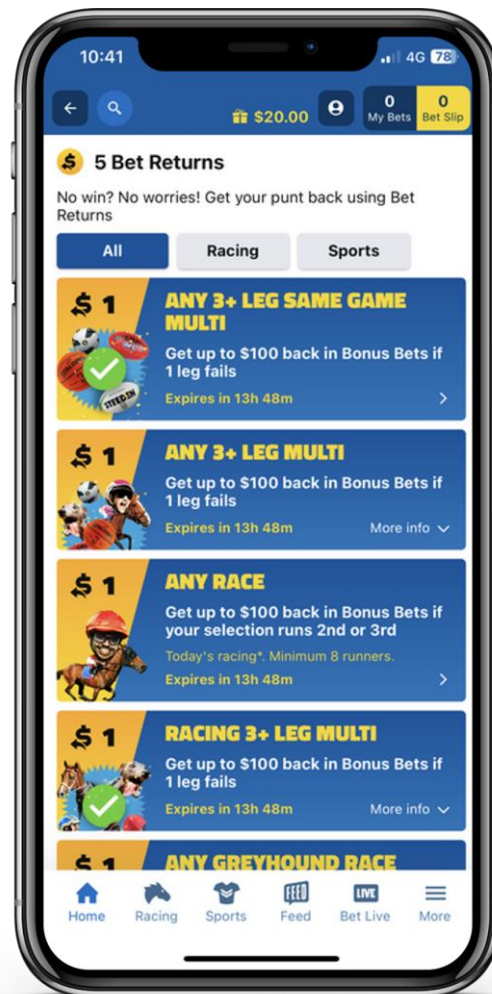 10:41
4G 78
$20.00
0 My Bets
0 Bet Slip
$ 5 Bet Returns
No win? No worries! Get your punt back using Bet
Returns
All Racing Sports
$ 1
ANY 3+ LEG SAME GAME
MULTI
Get up to $100 back in Bonus Bets if
1 leg fails
STEEDEN
Expires in 13h 48m
$ 1
ANY 3+ LEG MULTI
Get up to $100 back in Bonus Bets if
1 leg fails
Expires in 13h 48m More info
$ 1
ANY RACE
Get up to $100 back in Bonus Bets if
your selection runs 2nd or 3rd
Today's racing*. Minimum 8 runners.
Expires in 13h 48m
$ 1
RACING 3+ LEG MULTI
Get up to $100 back in Bonus Bets if
1 leg fails
Expires in 13h 48m More info
$ 1
ANY GREYHOUND RACE
FEED LIVE
Home Racing Sports Feed Bet Live More